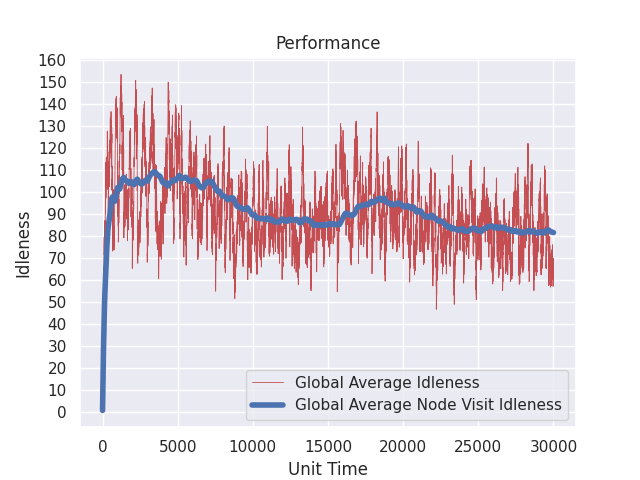 Performance
160
150
140
130
120
110
100
90
80
70
60
50
40
30
20
10
0
Idleness
Global Average Idleness
Global Average Node Visit Idleness
0 5000 10000 15000 20000 25000 30000
Unit Time